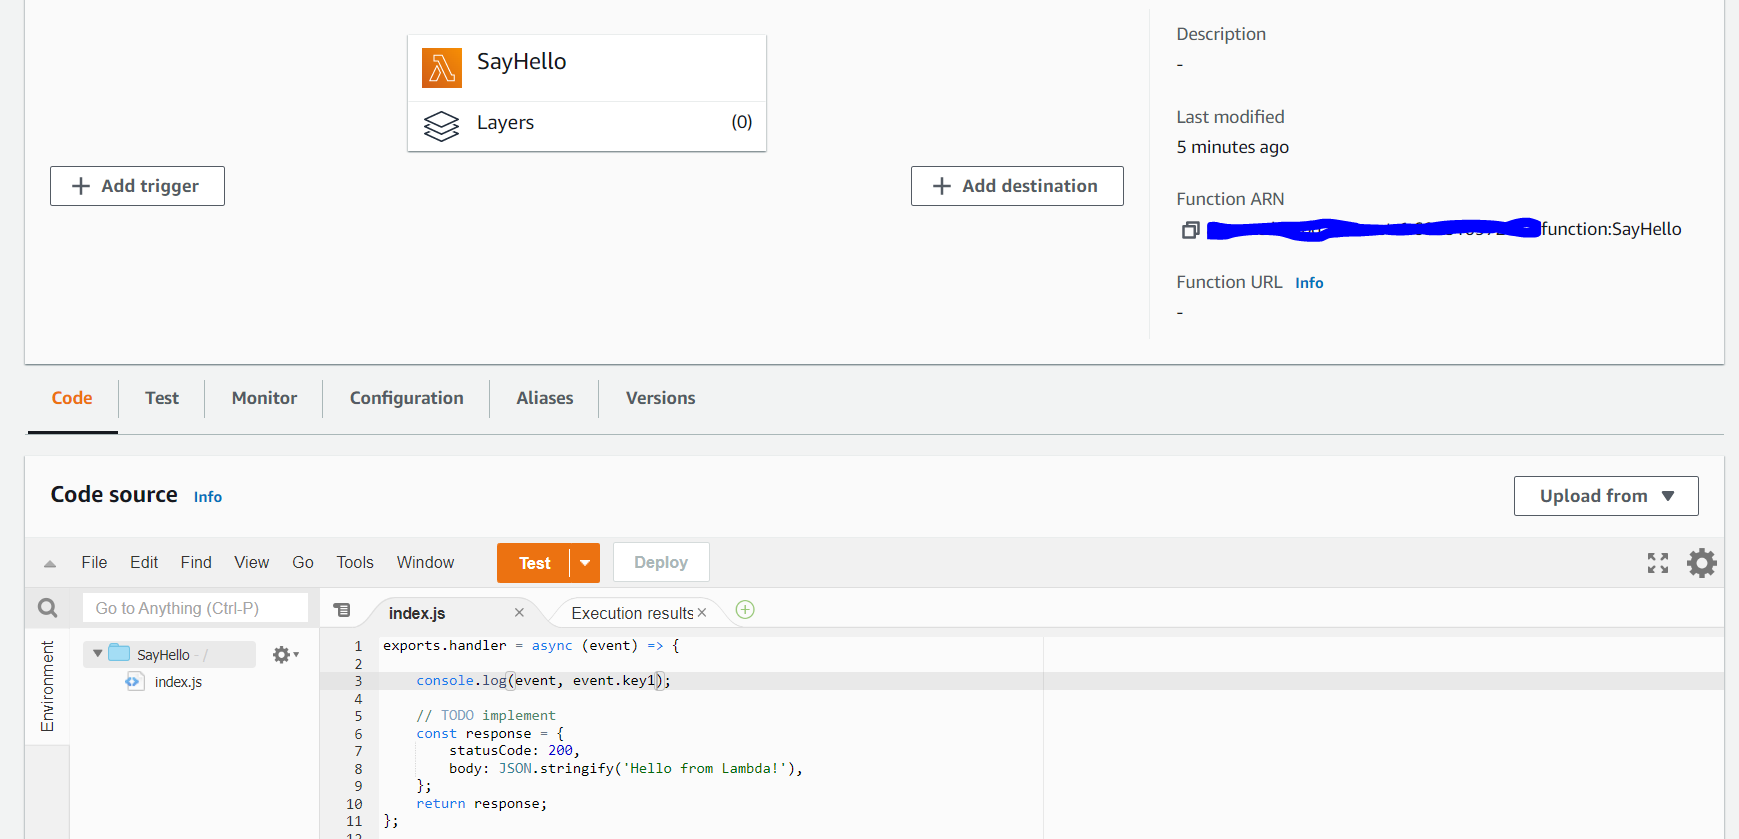 SayHello
Layers (0)
Add trigger
Add destination
Description
-
Last modified
5 minutes ago
Function ARN
function:SayHello
Function URL Info
-
Code Test Monitor Configuration Aliases Versions
Code source Info
Upload from
File Edit Find View Go Tools Window Test Deploy
Go to Anything (Ctrl-P)
index.js × Execution results ×
Environment
SayHello - /
index.js
1 exports.handler = async (event) => {
2
3 console.log(event, event.key1);
4
5 // TODO implement
6 const response = {
7 statusCode: 200,
8 body: JSON.stringify('Hello from Lambda!'),
9 };
10 return response;
11 };
12